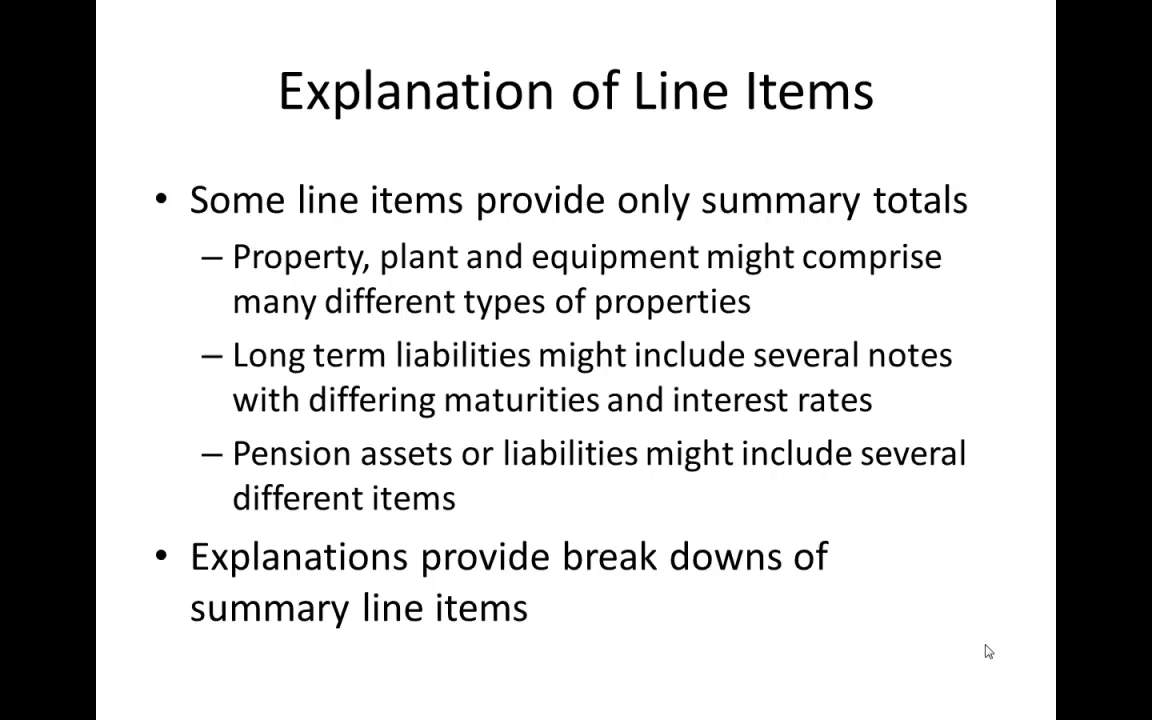 Explanation of Line Items
• Some line items provide only summary totals
– Property, plant and equipment might comprise
many different types of properties
– Long term liabilities might include several notes
with differing maturities and interest rates
– Pension assets or liabilities might include several
different items
• Explanations provide break downs of
summary line items